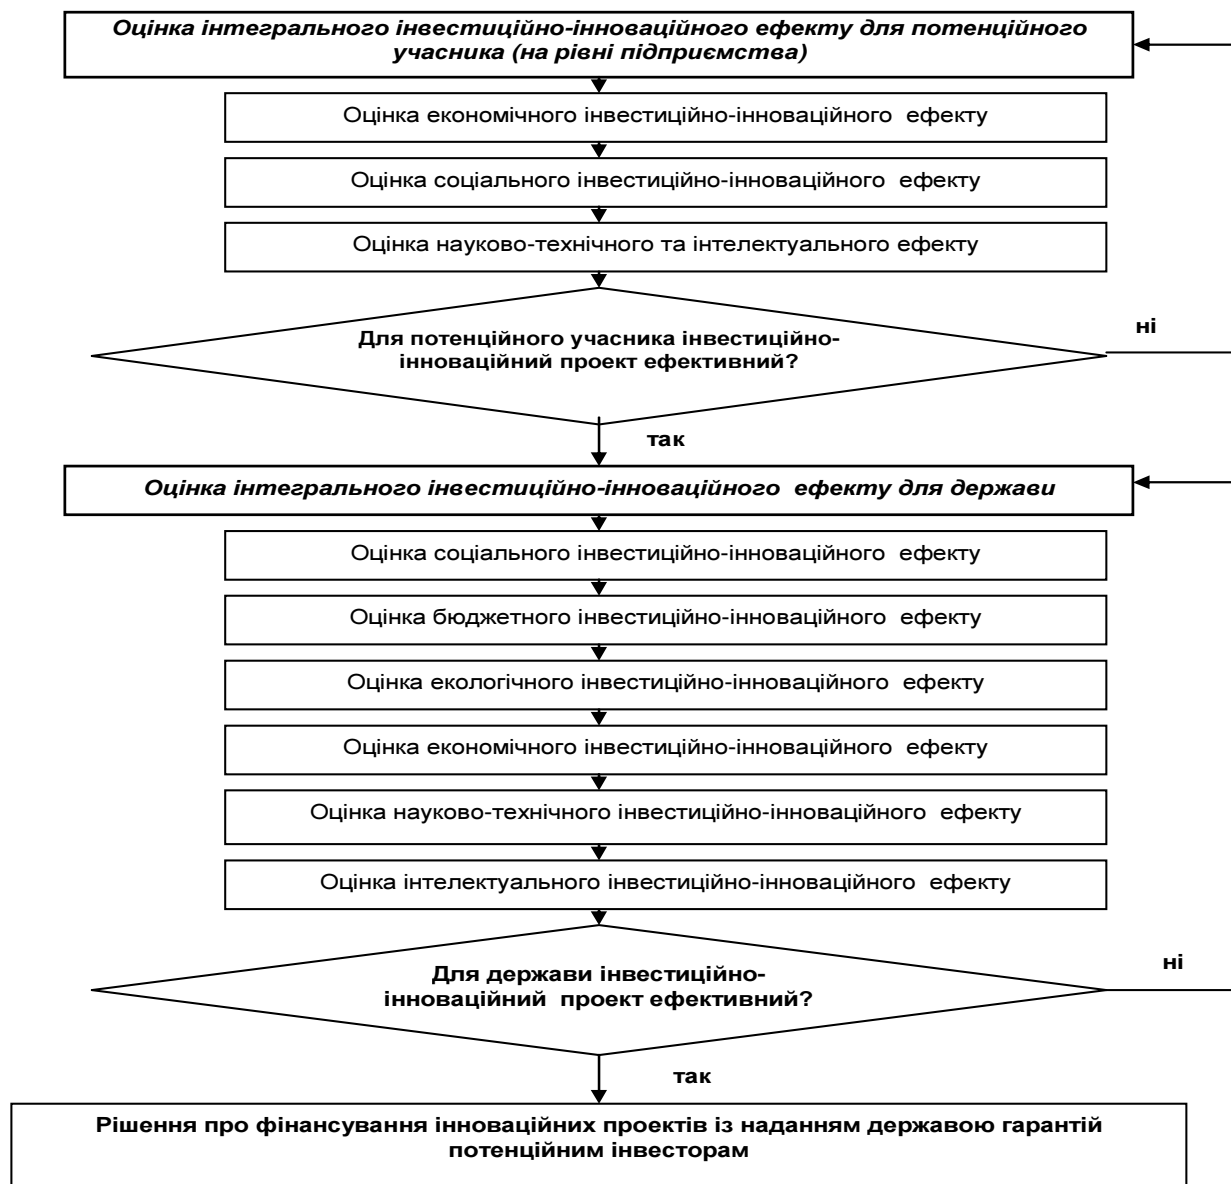 Оцінка інтегрального інвестиційно-інноваційного ефекту для потенційного
учасника (на рівні підприємства)
Оцінка економічного інвестиційно-інноваційного ефекту
Оцінка соціального інвестиційно-інноваційного ефекту
Оцінка науково-технічного та інтелектуального ефекту
Для потенційного учасника інвестиційно-
інноваційний проект ефективний?
ні
так
Оцінка інтегрального інвестиційно-інноваційного ефекту для держави
Оцінка соціального інвестиційно-інноваційного ефекту
Оцінка бюджетного інвестиційно-інноваційного ефекту
Оцінка екологічного інвестиційно-інноваційного ефекту
Оцінка економічного інвестиційно-інноваційного ефекту
Оцінка науково-технічного інвестиційно-інноваційного ефекту
Оцінка інтелектуального інвестиційно-інноваційного ефекту
Для держави інвестиційно-
інноваційний проект ефективний?
ні
так
Рішення про фінансування інноваційних проектів із наданням державою гарантій
потенційним інвесторам